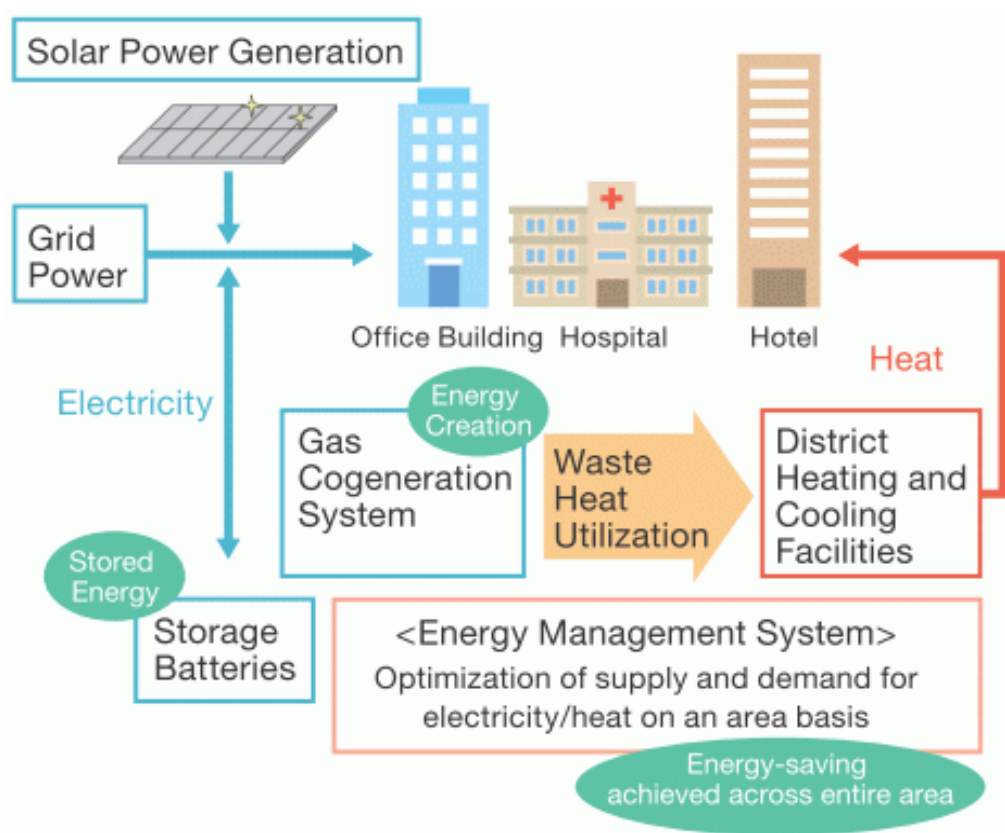 Solar Power Generation
Grid
Power
Office Building
Hospital
Hotel
Heat
Electricity
Energy
Creation
Gas
Cogeneration
System
Waste
Heat
Utilization
District
Heating and
Cooling
Facilities
Stored
Energy
Storage
Batteries
<Energy Management System>
Optimization of supply and demand for
electricity/heat on an area basis
Energy-saving
achieved across entire area